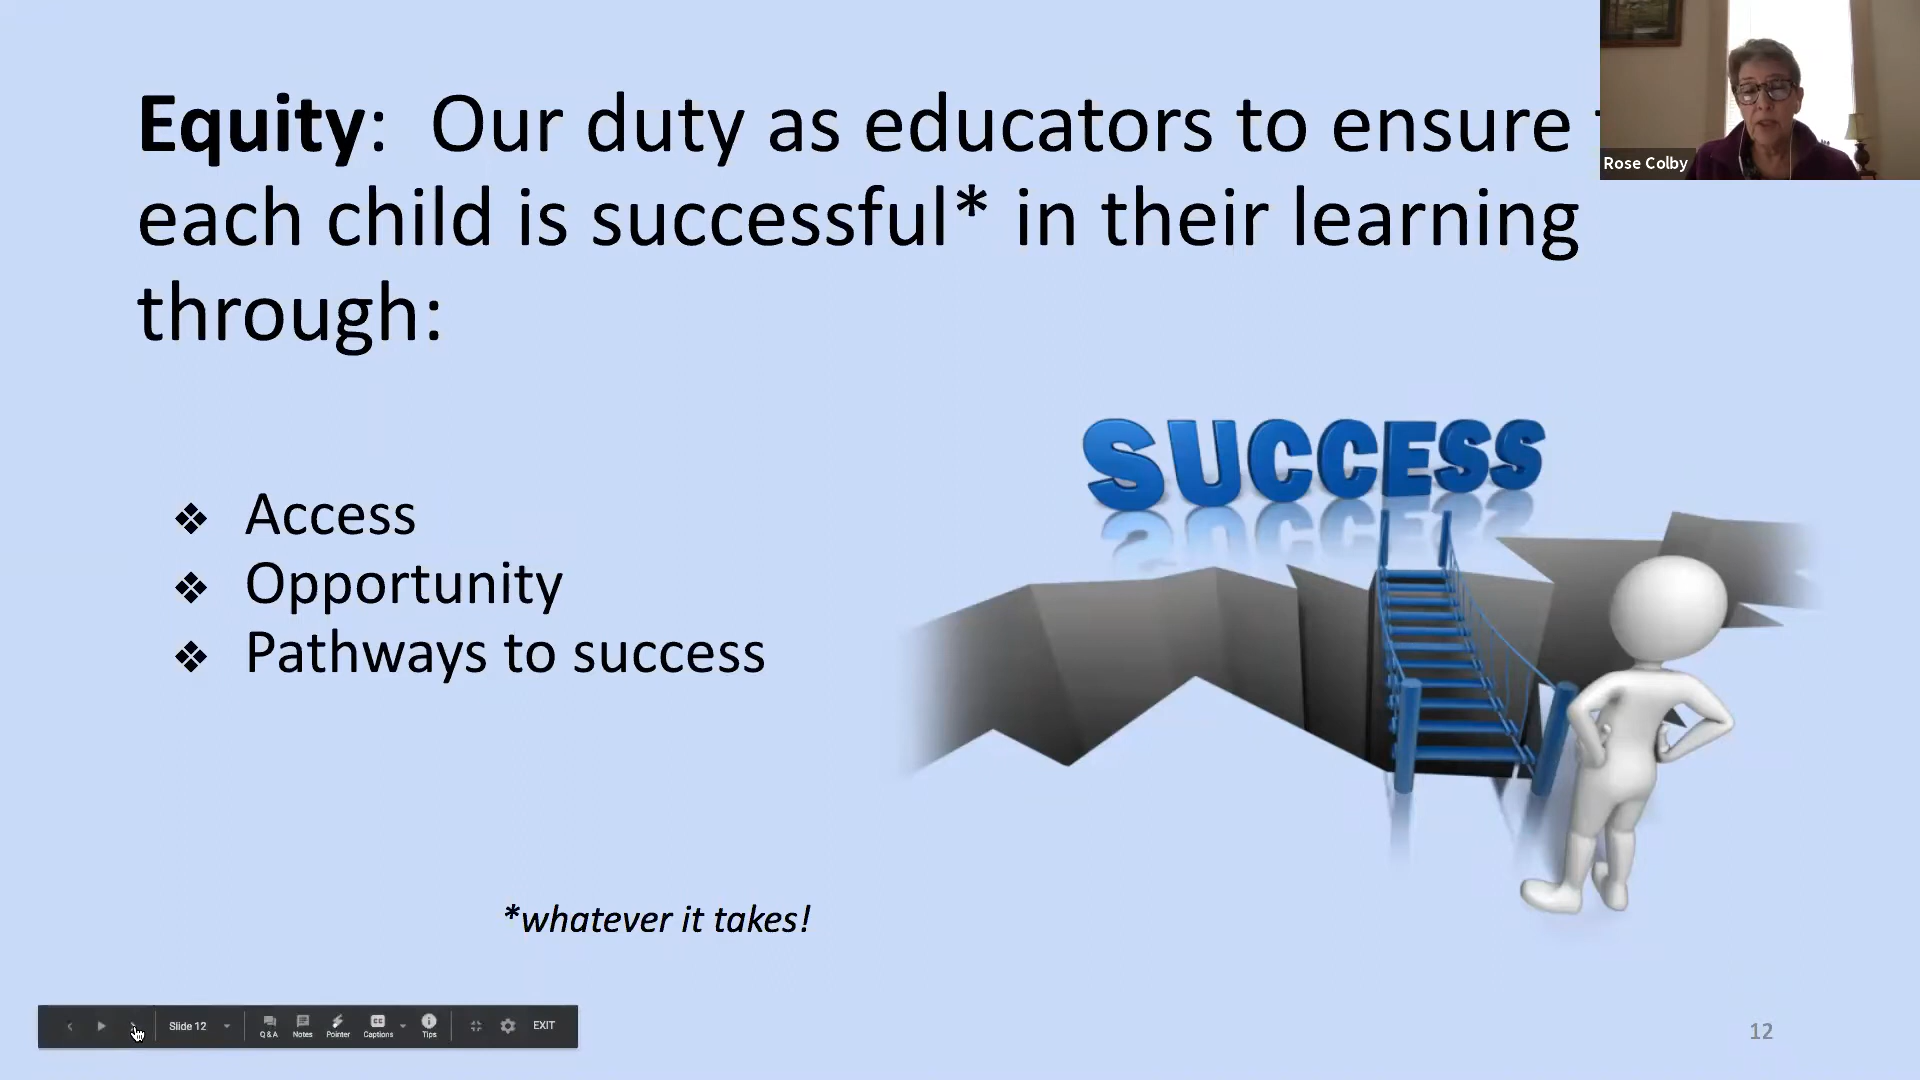 Equity: Our duty as educators to ensure
each child is successful* in their learning
through:
Rose Colby
SUCCESS
❖ Access
❖ Opportunity
❖ Pathways to success
*whatever it takes!
Slide 12 Q&A Notes Pointer CC Captions Tips EXIT
12